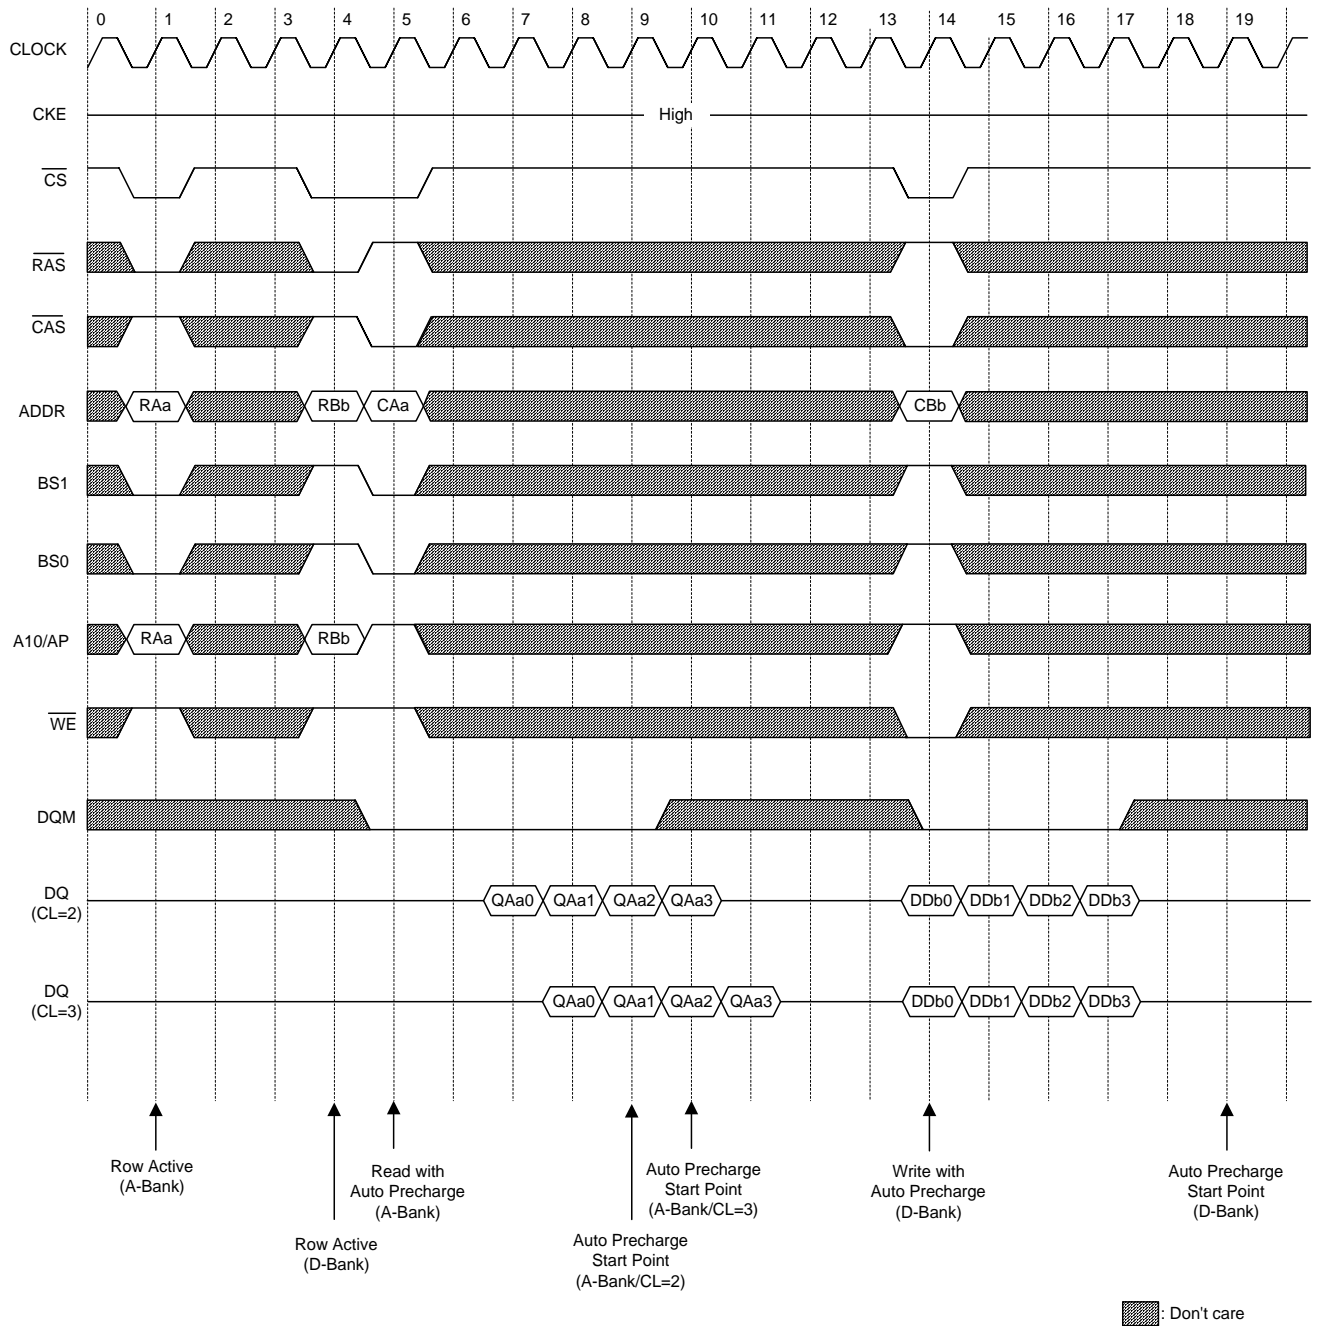 0 1 2 3 4 5 6 7 8 9 10 11 12 13 14 15 16 17 18 19
CLOCK
CKE High
CS
RAS
CAS
ADDR RAa RBb CAa CBb
BS1
BS0
A10/AP RAa RBb
WE
DQM
DQ
(CL=2)
QAa0 QAa1 QAa2 QAa3 DDb0 DDb1 DDb2 DDb3
DQ
(CL=3)
QAa0 QAa1 QAa2 QAa3 DDb0 DDb1 DDb2 DDb3
Row Active
(A-Bank)
Row Active
(D-Bank)
Read with
Auto Precharge
(A-Bank)
Auto Precharge
Start Point
(A-Bank/CL=2)
Auto Precharge
Start Point
(A-Bank/CL=3)
Write with
Auto Precharge
(D-Bank)
Auto Precharge
Start Point
(D-Bank)
: Don't care